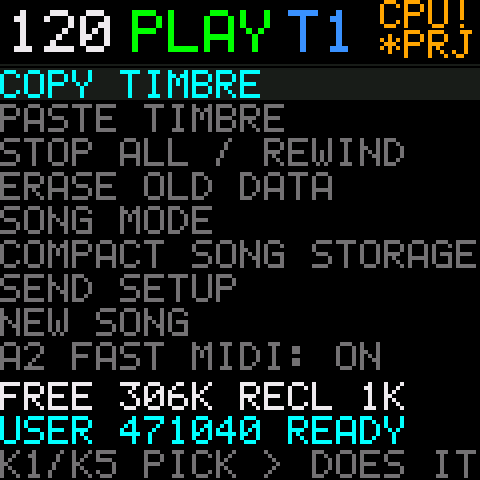 120 PLAY T1 CPU!
*PRJ
COPY TIMBRE
PASTE TIMBRE
STOP ALL / REWIND
ERASE OLD DATA
SONG MODE
COMPACT SONG STORAGE
SEND SETUP
NEW SONG
A2 FAST MIDI: ON
FREE 306K RECL 1K
USER 471040 READY
K1/K5 PICK > DOES IT